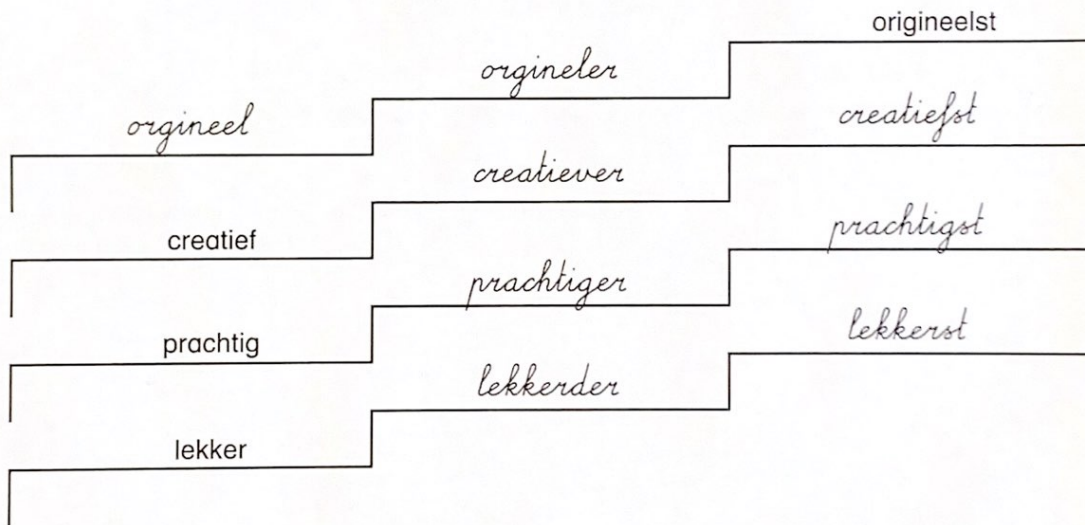 origineelst
orgineler
orgineel
creatiefst
creatiever
creatief
prachtigst
prachtiger
prachtig
lekkerst
lekkerder
lekker